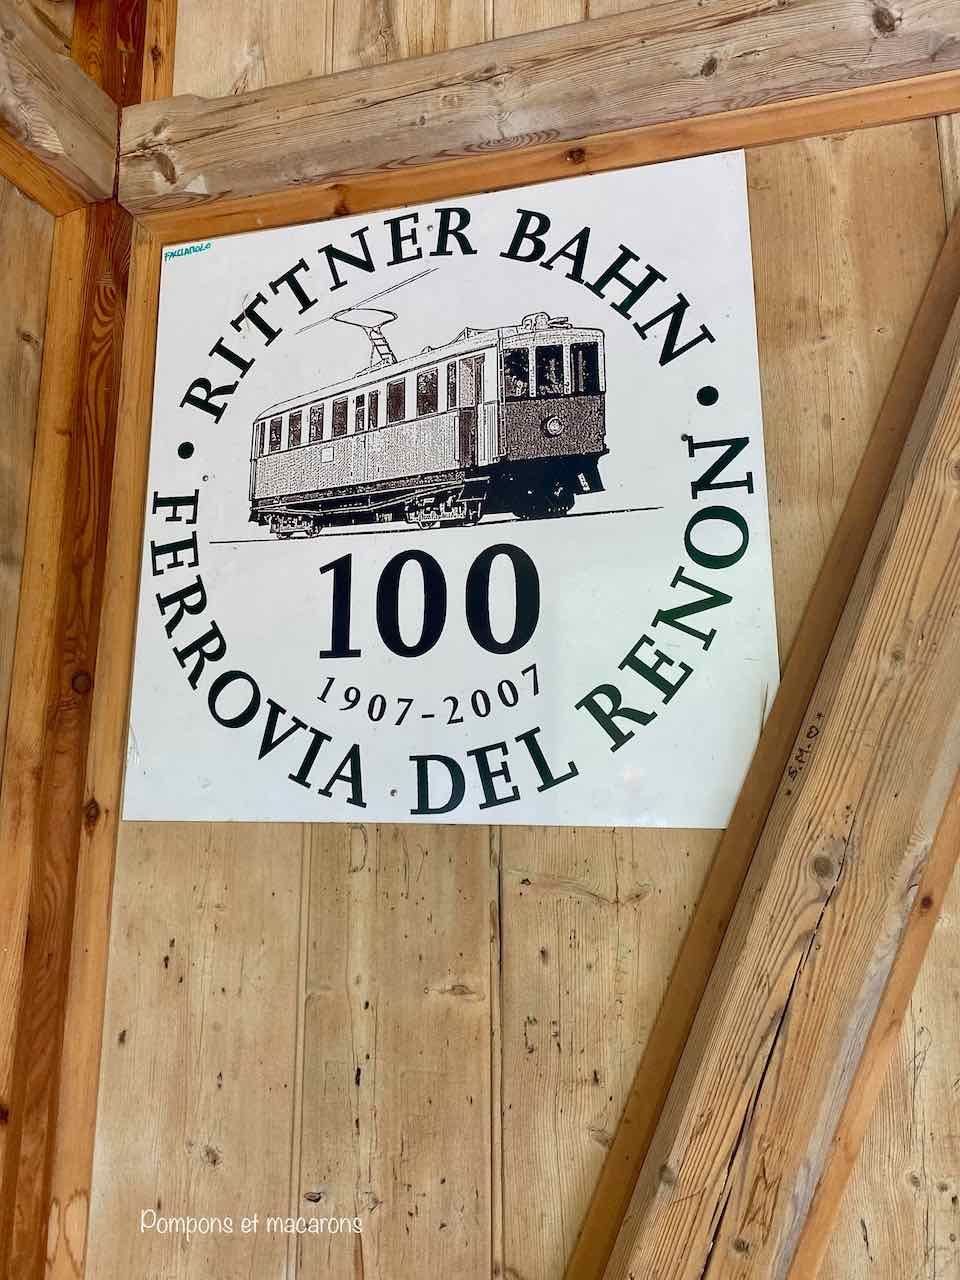 RITTNER BAHN
100
1907-2007
• FERROVIA DEL RENON •
* S.M. ♡ *
Pompons et macarons